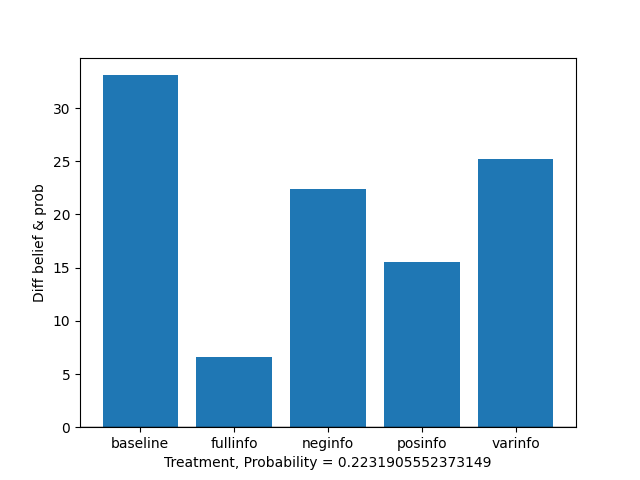 30
25
20
15
10
5
0
Diff belief & prob
baseline fullinfo neginfo posinfo varinfo
Treatment, Probability = 0.2231905552373149